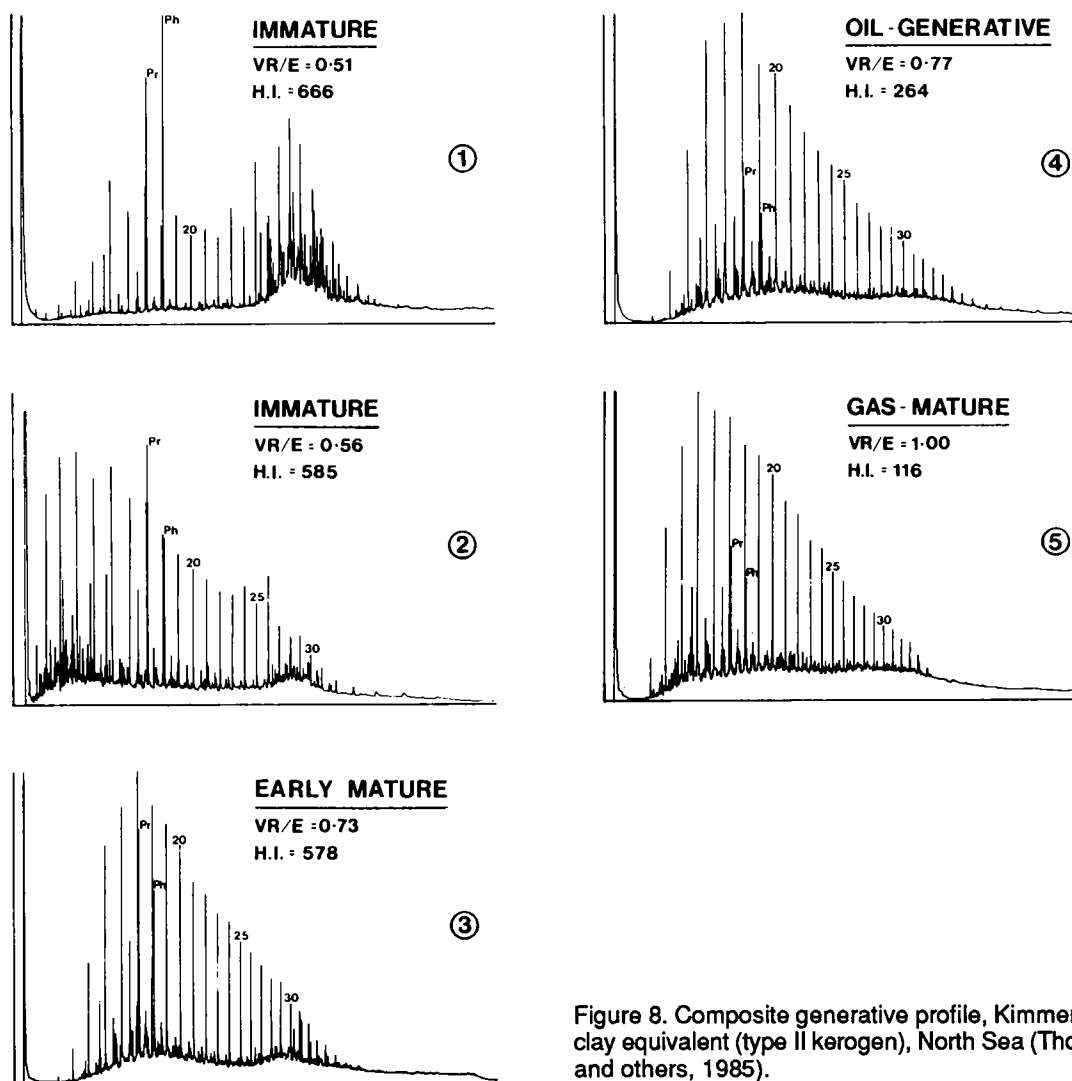 IMMATURE
VR/E = 0·51
H.I. = 666
Ph
Pr
20
①
IMMATURE
VR/E = 0·56
H.I. = 585
Pr
Ph
20
25
30
②
EARLY MATURE
VR/E = 0·73
H.I. = 578
Pr
Ph
20
25
30
③
OIL-GENERATIVE
VR/E = 0·77
H.I. = 264
Pr
Ph
20
25
30
④
GAS-MATURE
VR/E = 1·00
H.I. = 116
Pr
Ph
20
25
30
⑤
Figure 8. Composite generative profile, Kimmer
clay equivalent (type II kerogen), North Sea (Tho
and others, 1985).